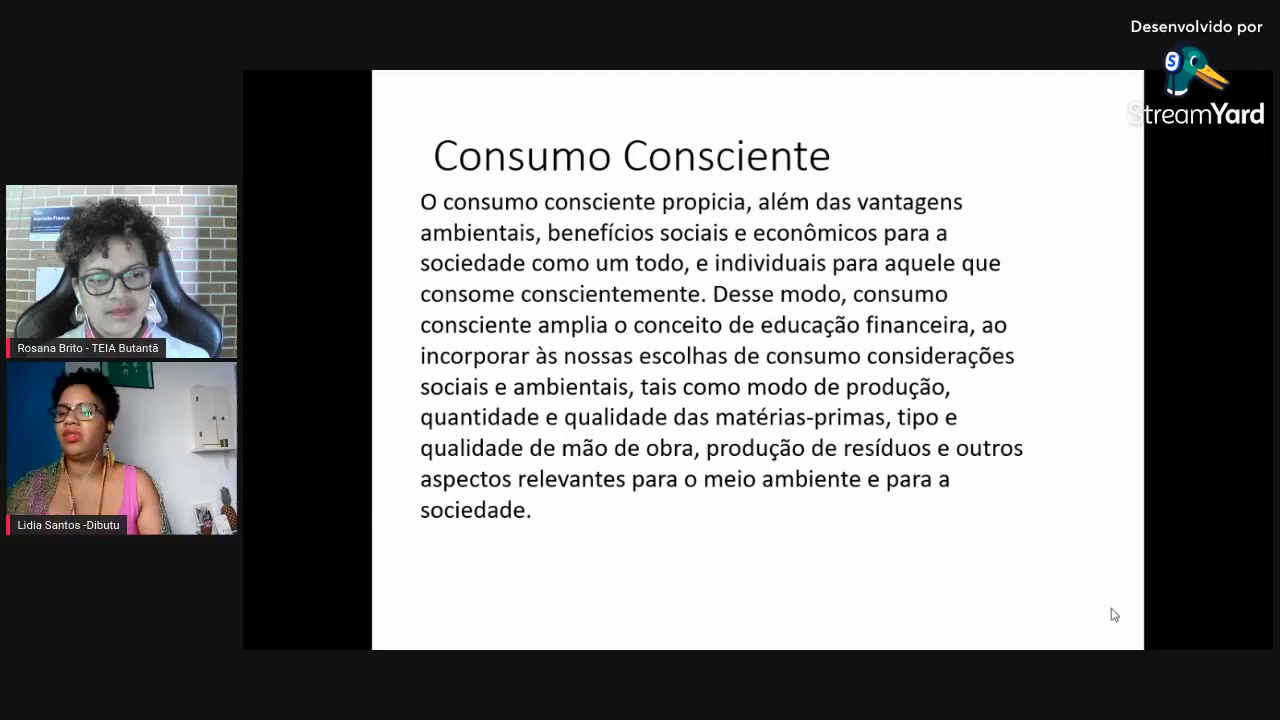 Desenvolvido por
StreamYard
Consumo Consciente
O consumo consciente propicia, além das vantagens
ambientais, benefícios sociais e econômicos para a
sociedade como um todo, e individuais para aquele que
consome conscientemente. Desse modo, consumo
consciente amplia o conceito de educação financeira, ao
incorporar às nossas escolhas de consumo considerações
sociais e ambientais, tais como modo de produção,
quantidade e qualidade das matérias-primas, tipo e
qualidade de mão de obra, produção de resíduos e outros
aspectos relevantes para o meio ambiente e para a
sociedade.
Marielle Franco
Rosana Brito - TEIA Butantã
Lidia Santos -Dibutu